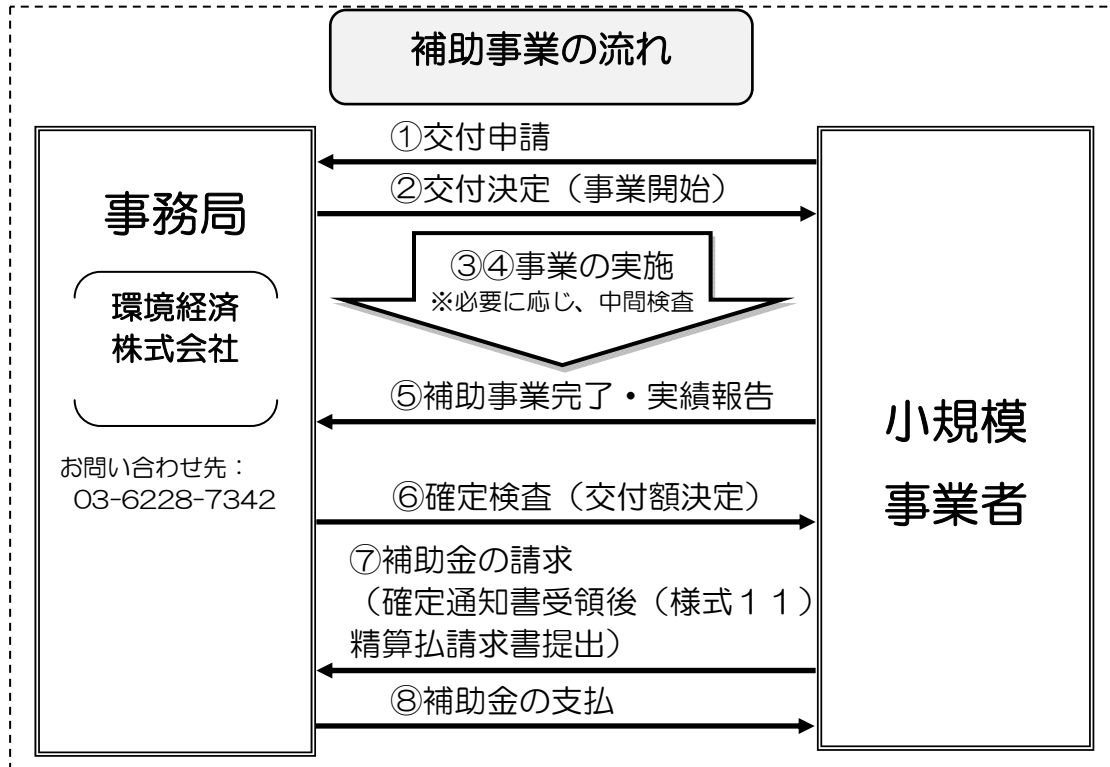 補助事業の流れ
①交付申請
②交付決定（事業開始）
事務局
環境経済
株式会社
お問い合わせ先：
03-6228-7342
③④事業の実施
※必要に応じ、中間検査
⑤補助事業完了・実績報告
⑥確定検査（交付額決定）
⑦補助金の請求
（確定通知書受領後（様式１１）
精算払請求書提出）
⑧補助金の支払
小規模
事業者